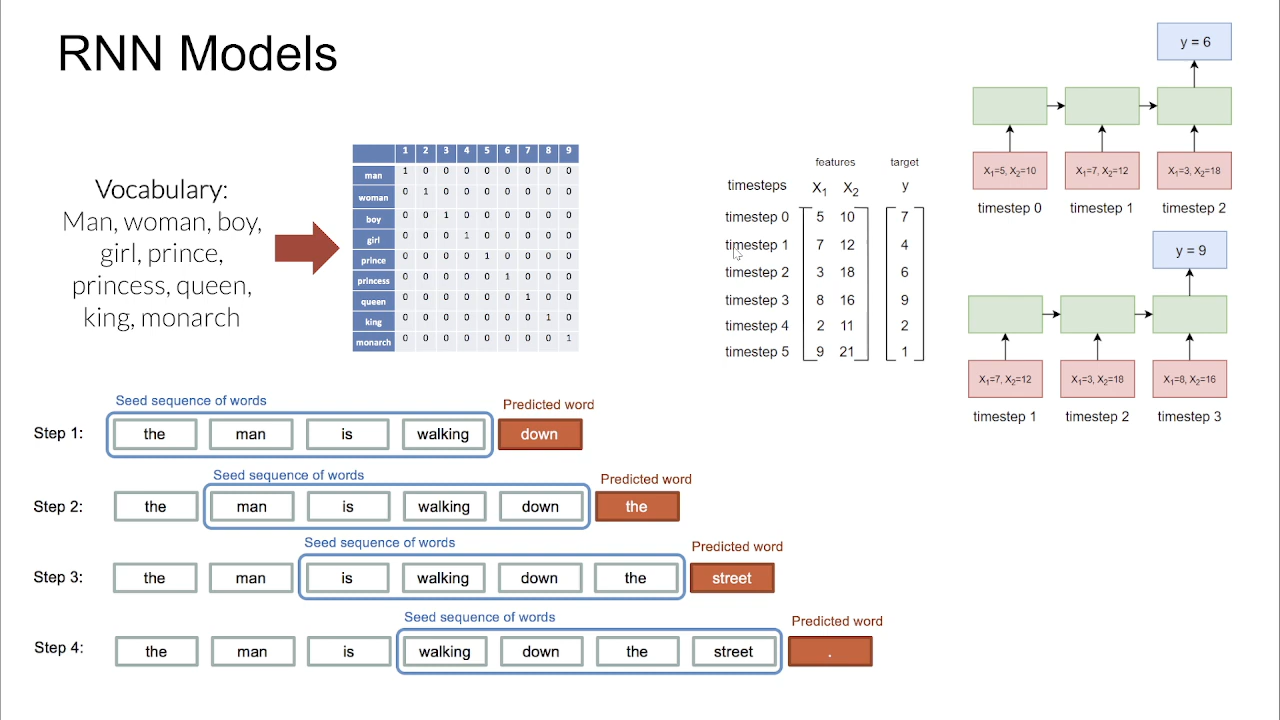 RNN Models
Vocabulary:
Man, woman, boy,
girl, prince,
princess, queen,
king, monarch
1 2 3 4 5 6 7 8 9
man 1 0 0 0 0 0 0 0 0
woman 0 1 0 0 0 0 0 0 0
boy 0 0 1 0 0 0 0 0 0
girl 0 0 0 1 0 0 0 0 0
prince 0 0 0 0 1 0 0 0 0
princess 0 0 0 0 0 1 0 0 0
queen 0 0 0 0 0 0 1 0 0
king 0 0 0 0 0 0 0 1 0
monarch 0 0 0 0 0 0 0 0 1
features target
timesteps X₁ X₂ y
timestep 0 5 10 7
timestep 1 7 12 4
timestep 2 3 18 6
timestep 3 8 16 9
timestep 4 2 11 2
timestep 5 9 21 1
y = 6
X₁=5, X₂=10 X₁=7, X₂=12 X₁=3, X₂=18
timestep 0 timestep 1 timestep 2
y = 9
X₁=7, X₂=12 X₁=3, X₂=18 X₁=8, X₂=16
timestep 1 timestep 2 timestep 3
Seed sequence of words Predicted word
Step 1: the man is walking down
Seed sequence of words Predicted word
Step 2: the man is walking down the
Seed sequence of words Predicted word
Step 3: the man is walking down the street
Seed sequence of words Predicted word
Step 4: the man is walking down the street .